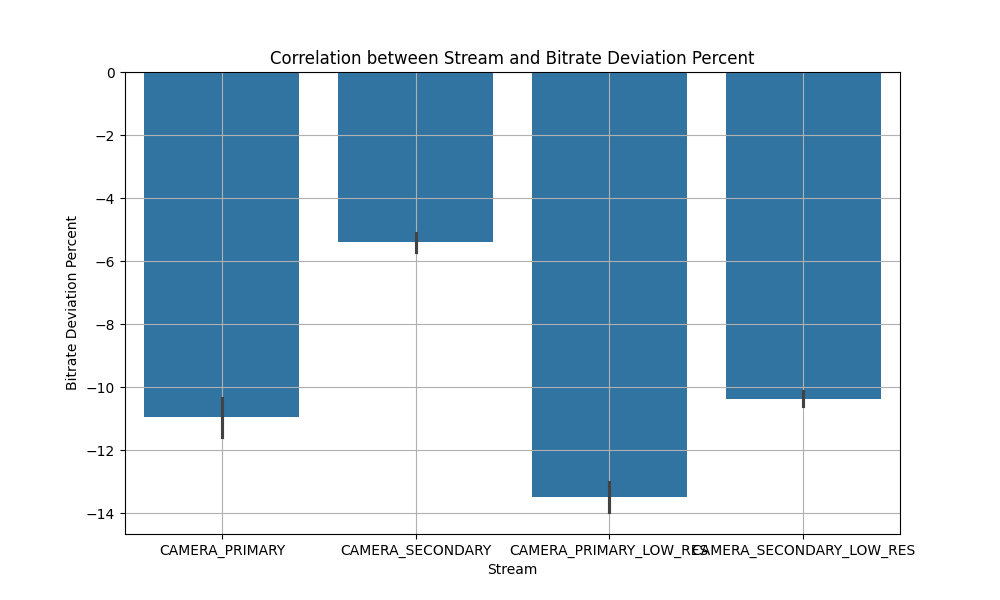 Correlation between Stream and Bitrate Deviation Percent
0
−2
−4
−6
−8
−10
−12
−14
Bitrate Deviation Percent
CAMERA_PRIMARY
CAMERA_SECONDARY
CAMERA_PRIMARY_LOW_RES
CAMERA_SECONDARY_LOW_RES
Stream